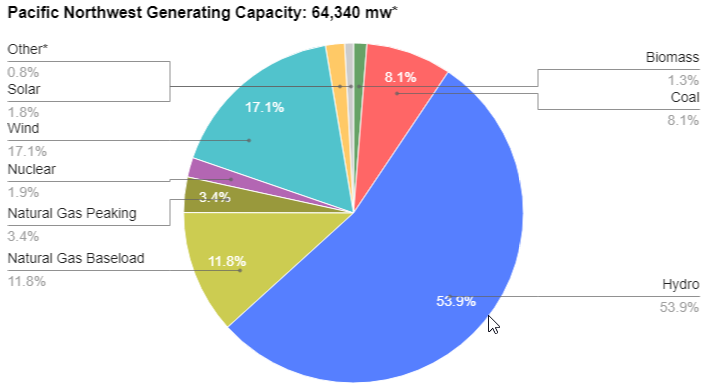 Pacific Northwest Generating Capacity: 64,340 mw*
Other*
0.8%
Solar
1.8%
Wind
17.1%
Nuclear
1.9%
Natural Gas Peaking
3.4%
Natural Gas Baseload
11.8%
8.1%
17.1%
3.4%
11.8%
53.9%
Biomass
1.3%
Coal
8.1%
Hydro
53.9%